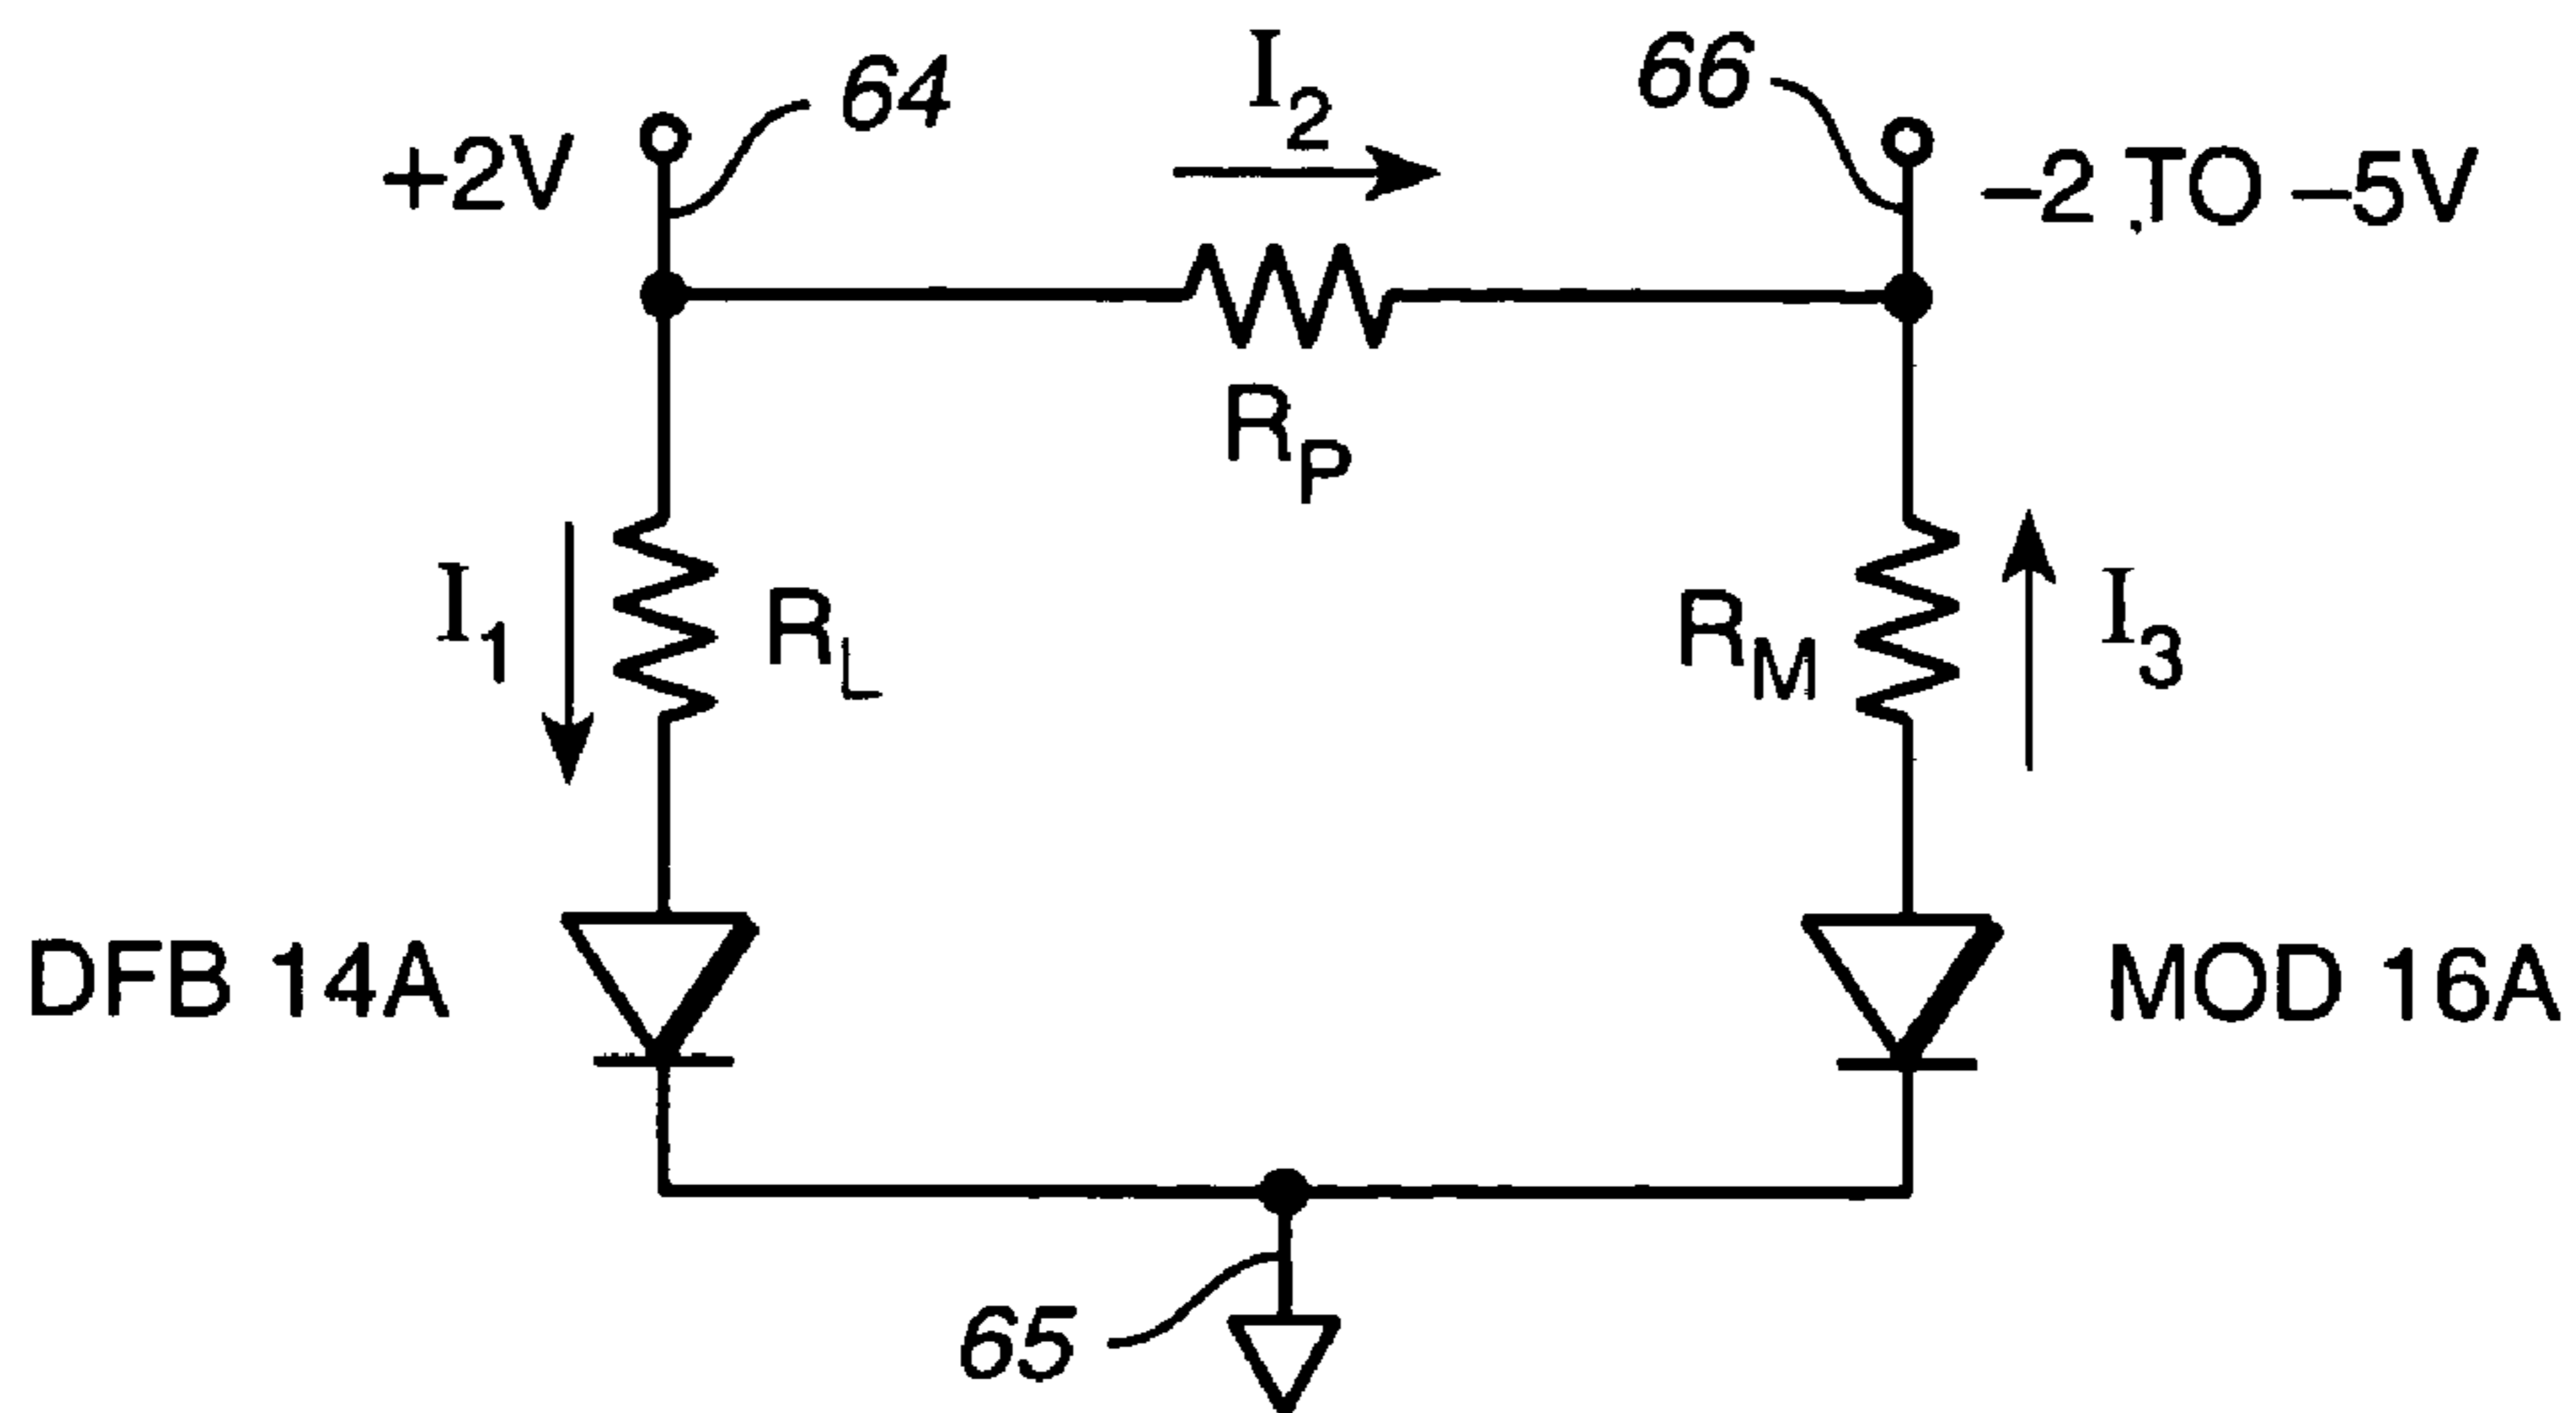 64
I2
66
+2V
–2 TO –5V
RP
I1
RL
RM
I3
DFB 14A
MOD 16A
65